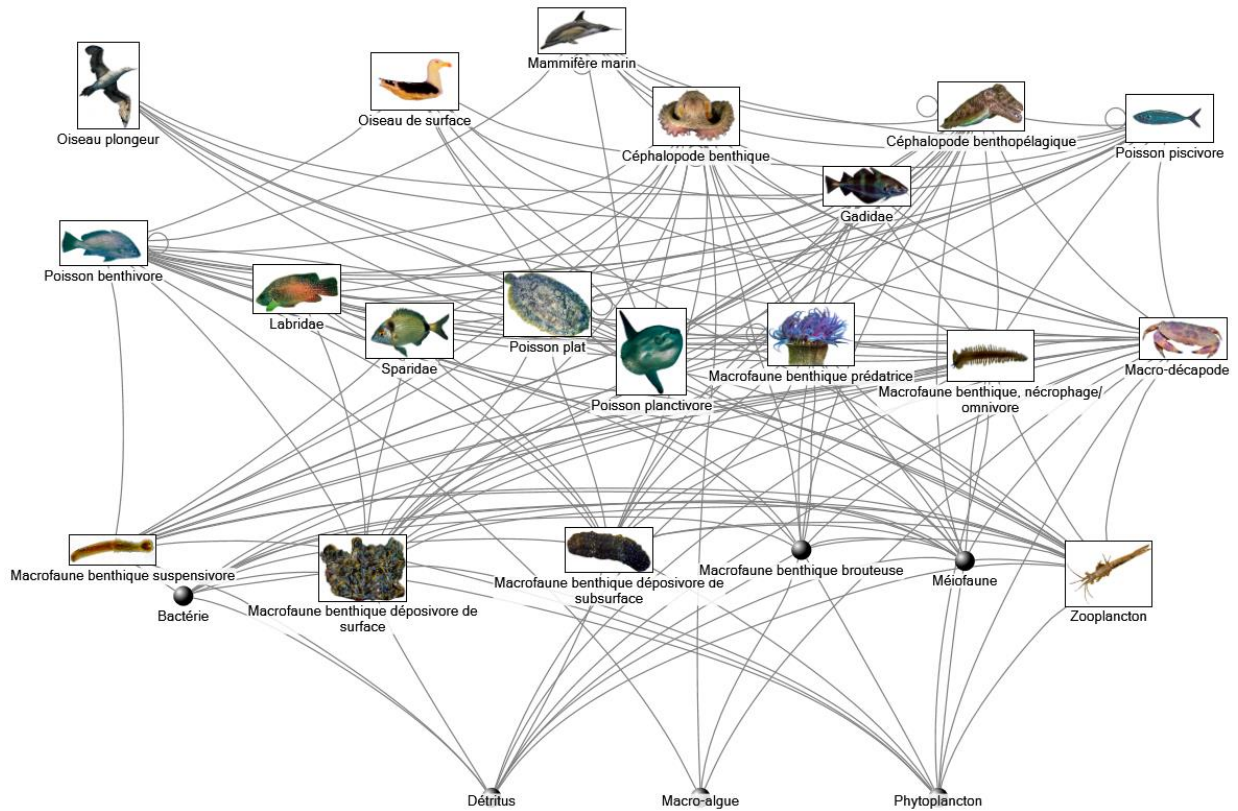 Mammifère marin
Oiseau de surface
Oiseau plongeur
Céphalopode benthique
Céphalopode benthopélagique
Poisson piscivore
Gadidae
Poisson benthivore
Labridae
Sparidae
Poisson plat
Poisson planctivore
Macrofaune benthique prédatrice
Macrofaune benthique, nécrophage/
omnivore
Macro-décapode
Macrofaune benthique suspensivore
Bactérie
Macrofaune benthique déposivore de
surface
Macrofaune benthique déposivore de
subsurface
Macrofaune benthique brouteuse
Méiofaune
Zooplancton
Détritus
Macro-algue
Phytoplancton